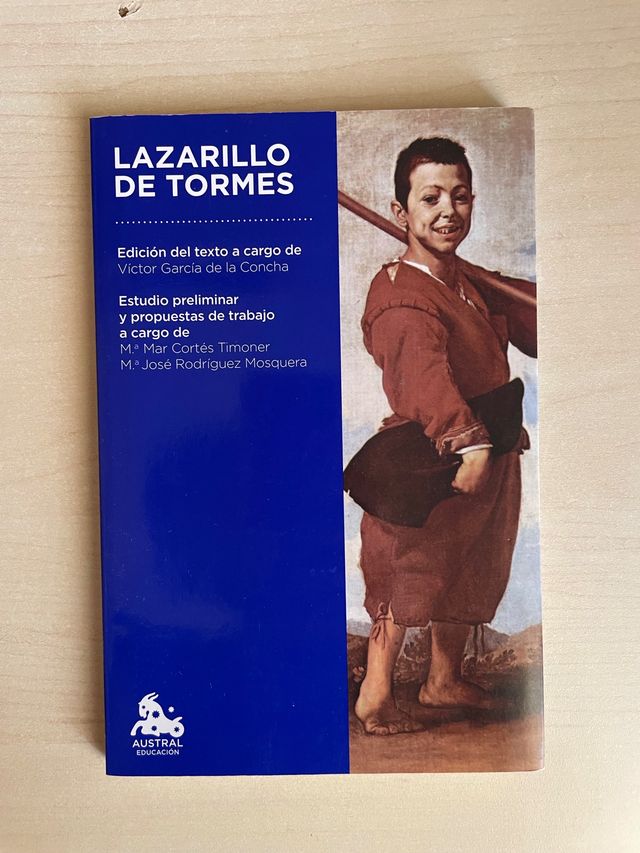 LAZARILLO
DE TORMES
Edición del texto a cargo de
Víctor García de la Concha
Estudio preliminar
y propuestas de trabajo
a cargo de
M.ª Mar Cortés Timoner
M.ª José Rodríguez Mosquera
AUSTRAL
EDUCACIÓN